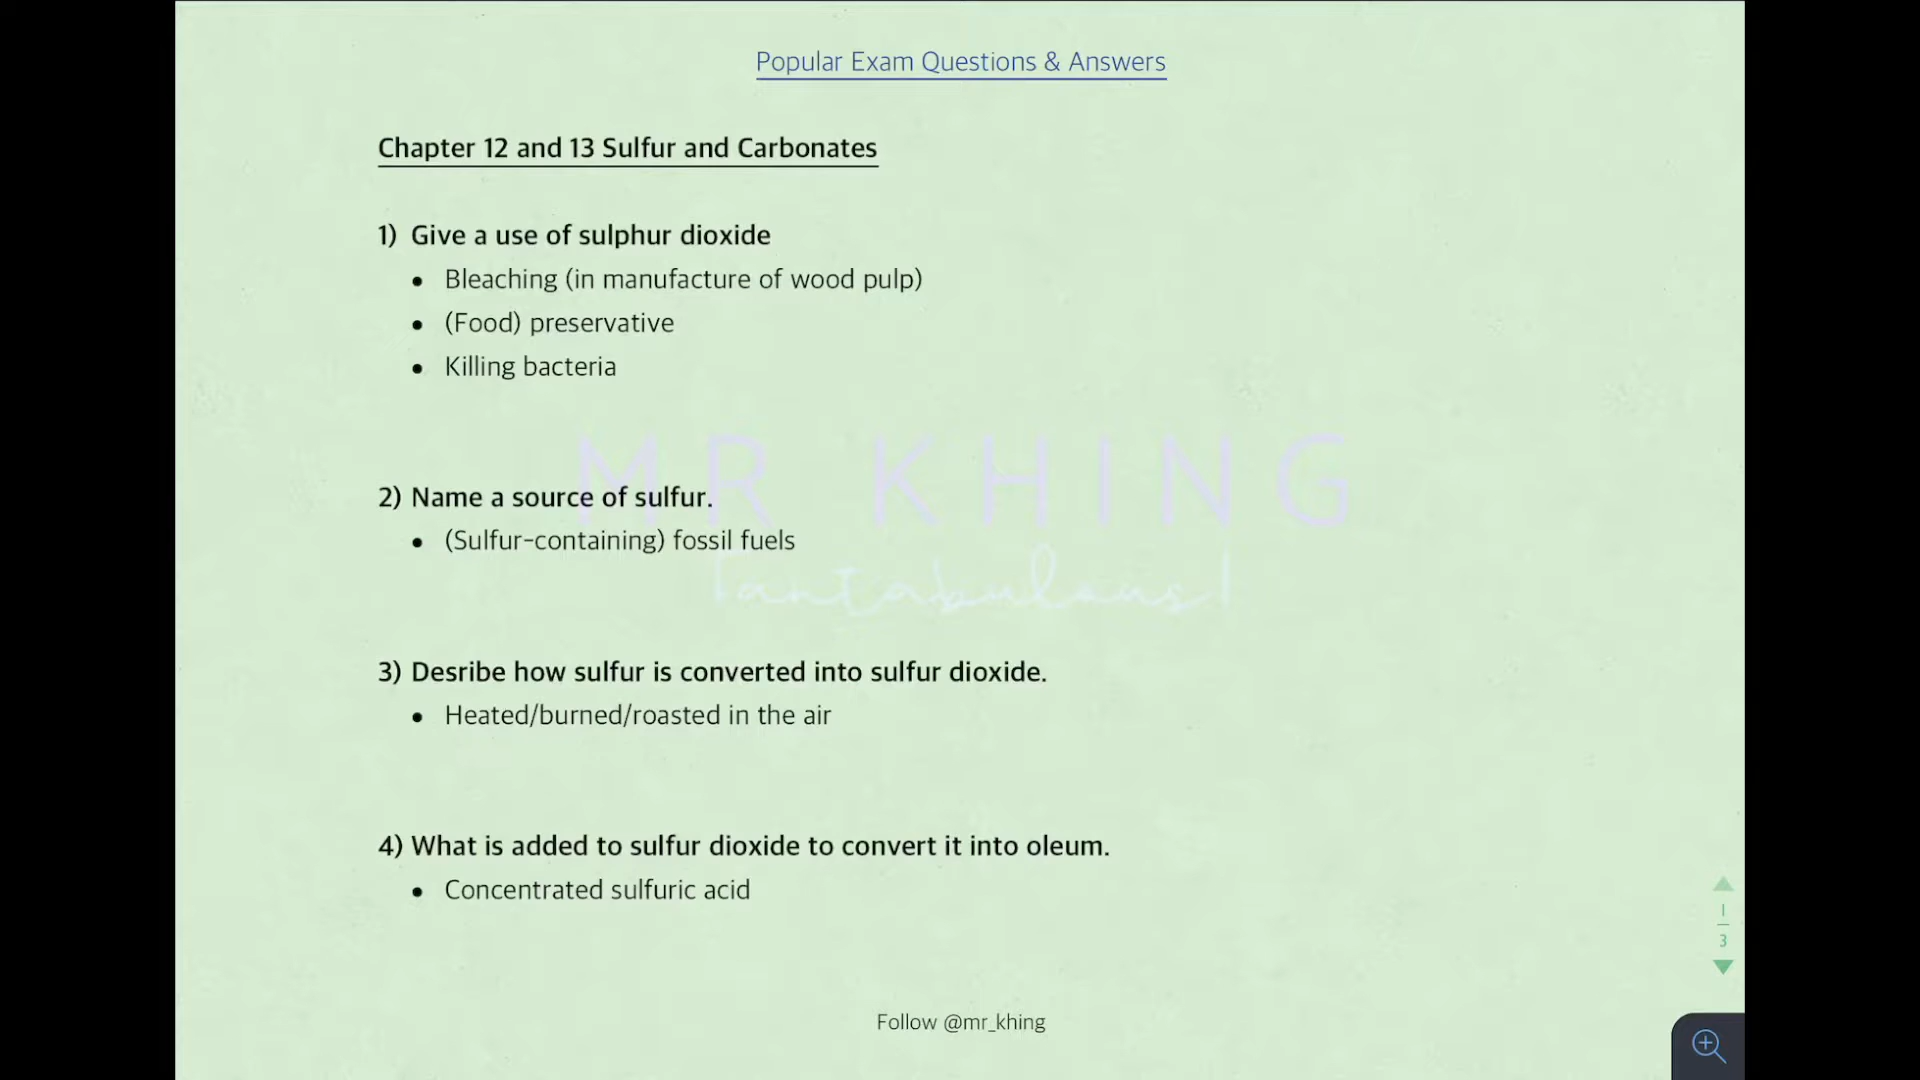 Popular Exam Questions & Answers
Chapter 12 and 13 Sulfur and Carbonates
1) Give a use of sulphur dioxide
• Bleaching (in manufacture of wood pulp)
• (Food) preservative
• Killing bacteria
MR KHING
2) Name a source of sulfur.
• (Sulfur-containing) fossil fuels
Fantabulous!
3) Desribe how sulfur is converted into sulfur dioxide.
• Heated/burned/roasted in the air
4) What is added to sulfur dioxide to convert it into oleum.
• Concentrated sulfuric acid
1
3
Follow @mr_khing